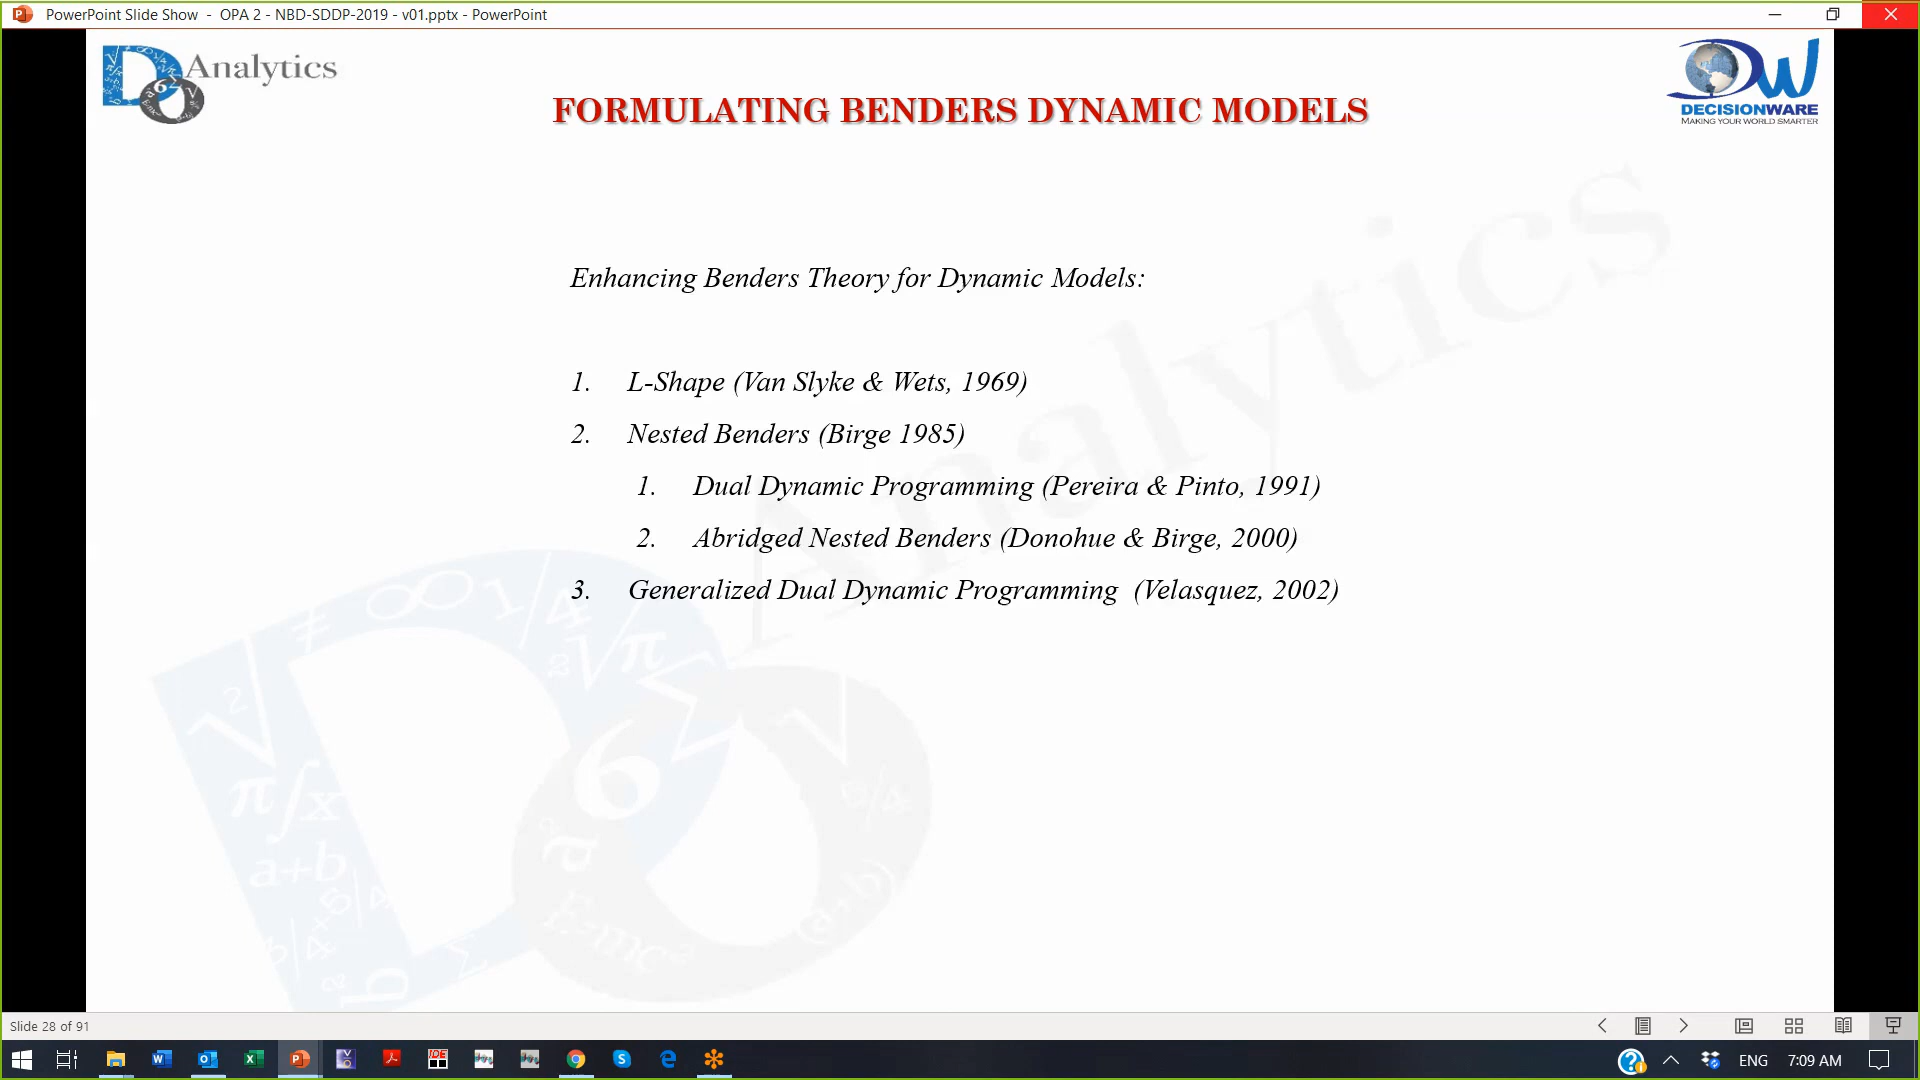 PowerPoint Slide Show - OPA 2 - NBD-SDDP-2019 - v01.pptx - PowerPoint
Analytics
DW
DECISIONWARE
MAKING YOUR WORLD SMARTER
FORMULATING BENDERS DYNAMIC MODELS
Enhancing Benders Theory for Dynamic Models:
1. L-Shape (Van Slyke & Wets, 1969)
2. Nested Benders (Birge 1985)
1. Dual Dynamic Programming (Pereira & Pinto, 1991)
2. Abridged Nested Benders (Donohue & Birge, 2000)
3. Generalized Dual Dynamic Programming (Velasquez, 2002)
Analytics
Slide 28 of 91
ENG 7:09 AM